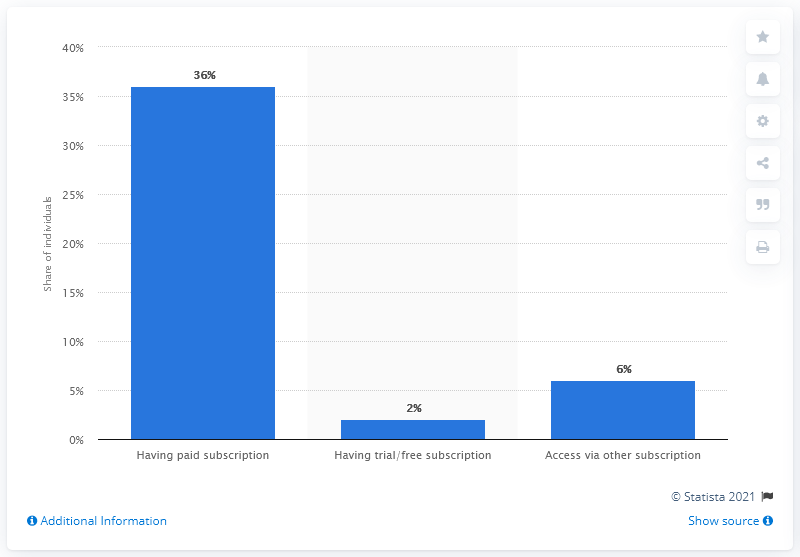 40%
36%
35%
30%
25%
20%
15%
10%
5%
0%
Share of individuals
2%
6%
Having paid subscription
Having trial/free subscription
Access via other subscription
© Statista 2021
Additional Information
Show source